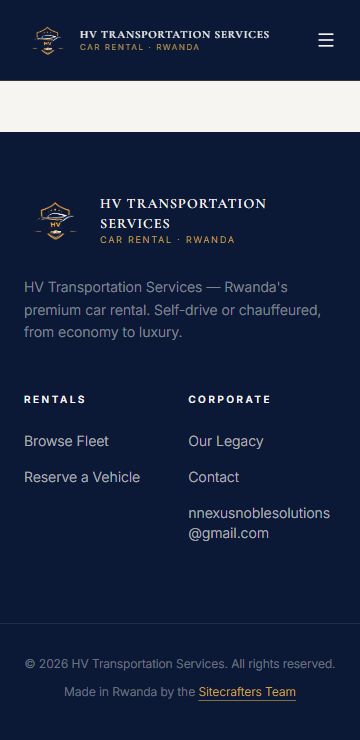 HV TRANSPORTATION SERVICES
CAR RENTAL · RWANDA
HV
HV TRANSPORTATION
SERVICES
CAR RENTAL · RWANDA
HV
HV Transportation Services — Rwanda's
premium car rental. Self-drive or chauffeured,
from economy to luxury.
RENTALS
Browse Fleet
Reserve a Vehicle
CORPORATE
Our Legacy
Contact
nnexusnoblesolutions
@gmail.com
© 2026 HV Transportation Services. All rights reserved.
Made in Rwanda by the Sitecrafters Team